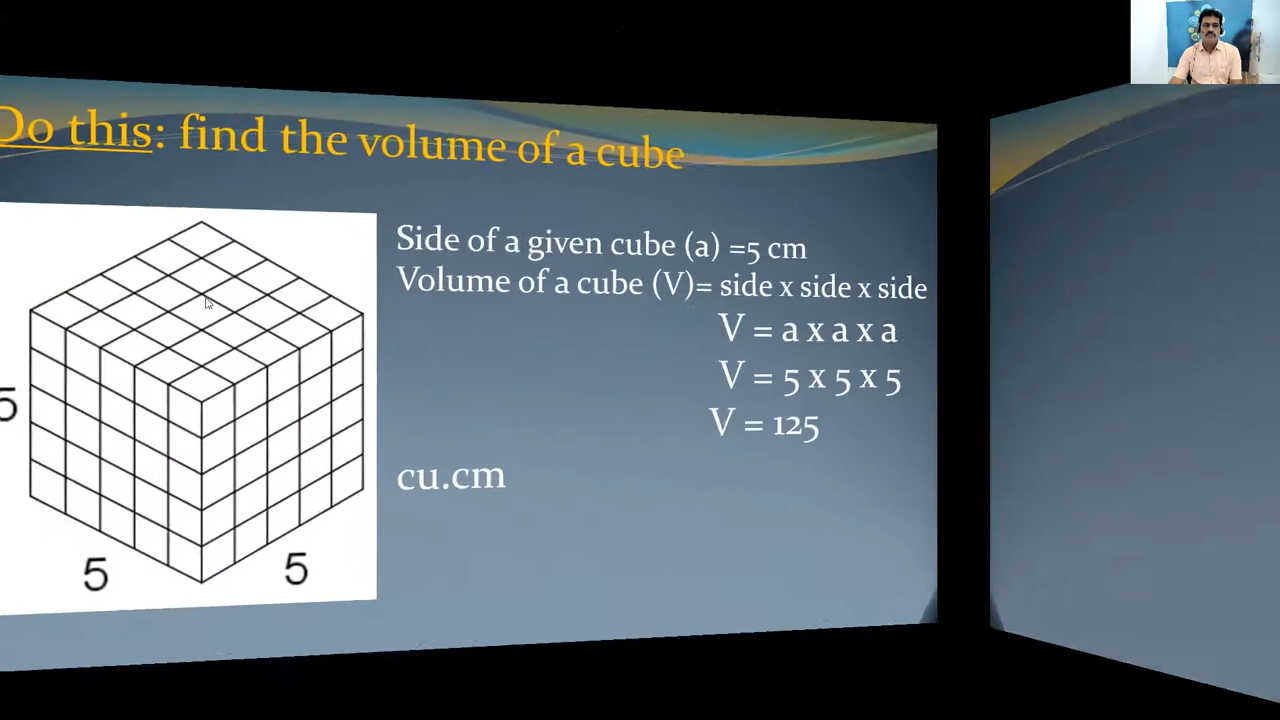 Do this: find the volume of a cube
Side of a given cube (a) =5 cm
Volume of a cube (V)= side x side x side
V = a x a x a
V = 5 x 5 x 5
V = 125
cu.cm
5
5
5